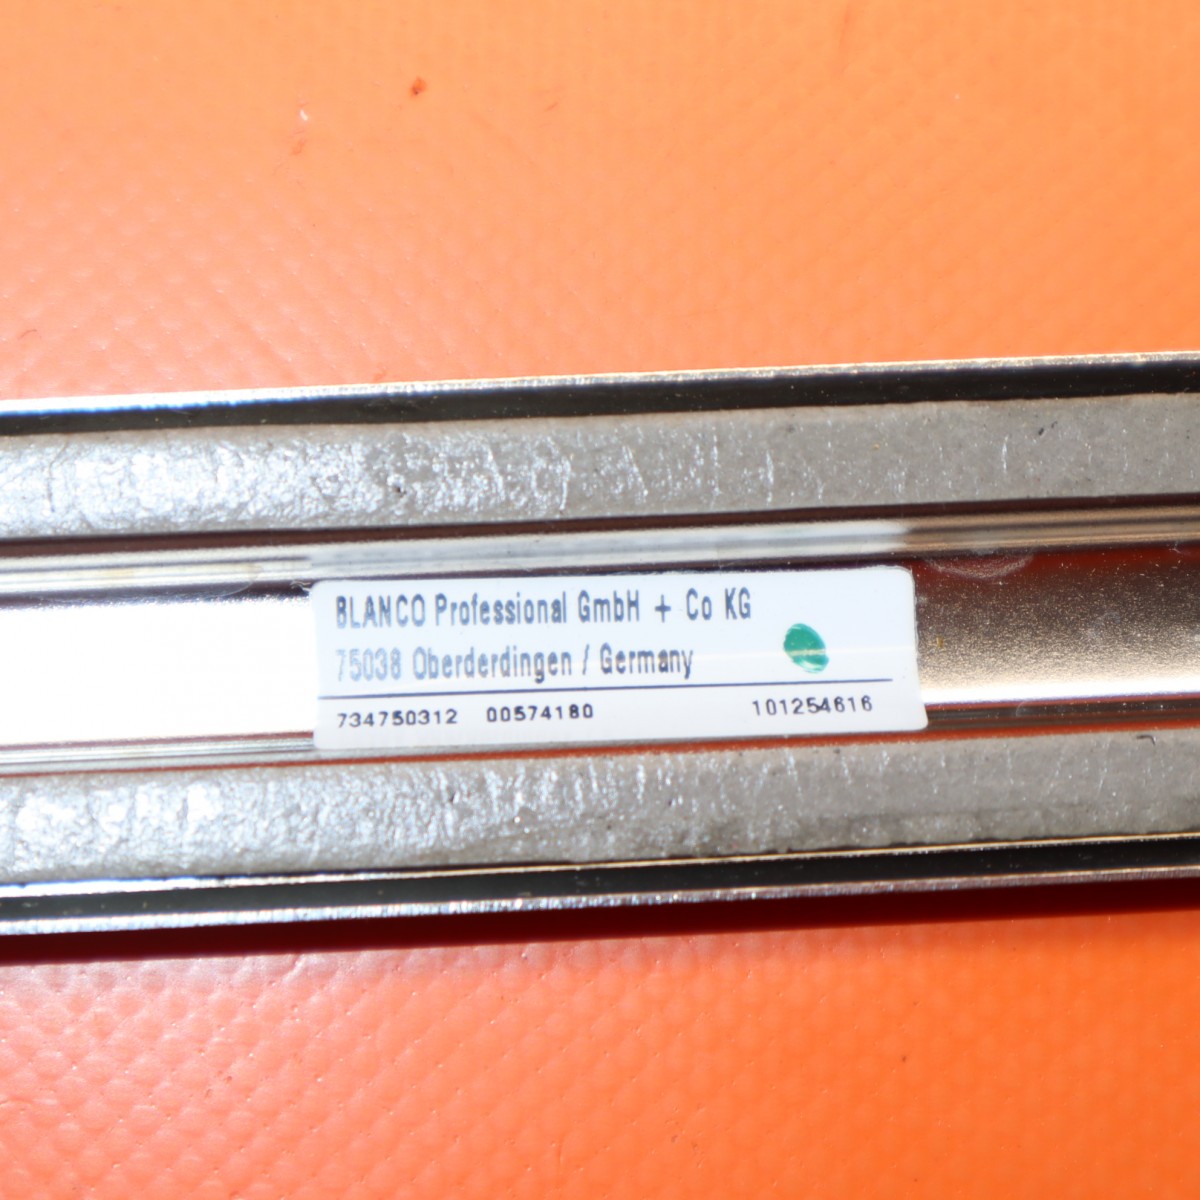 BLANCO Professional GmbH + Co KG
75038 Oberderdingen / Germany
734750312 00574180 101254616